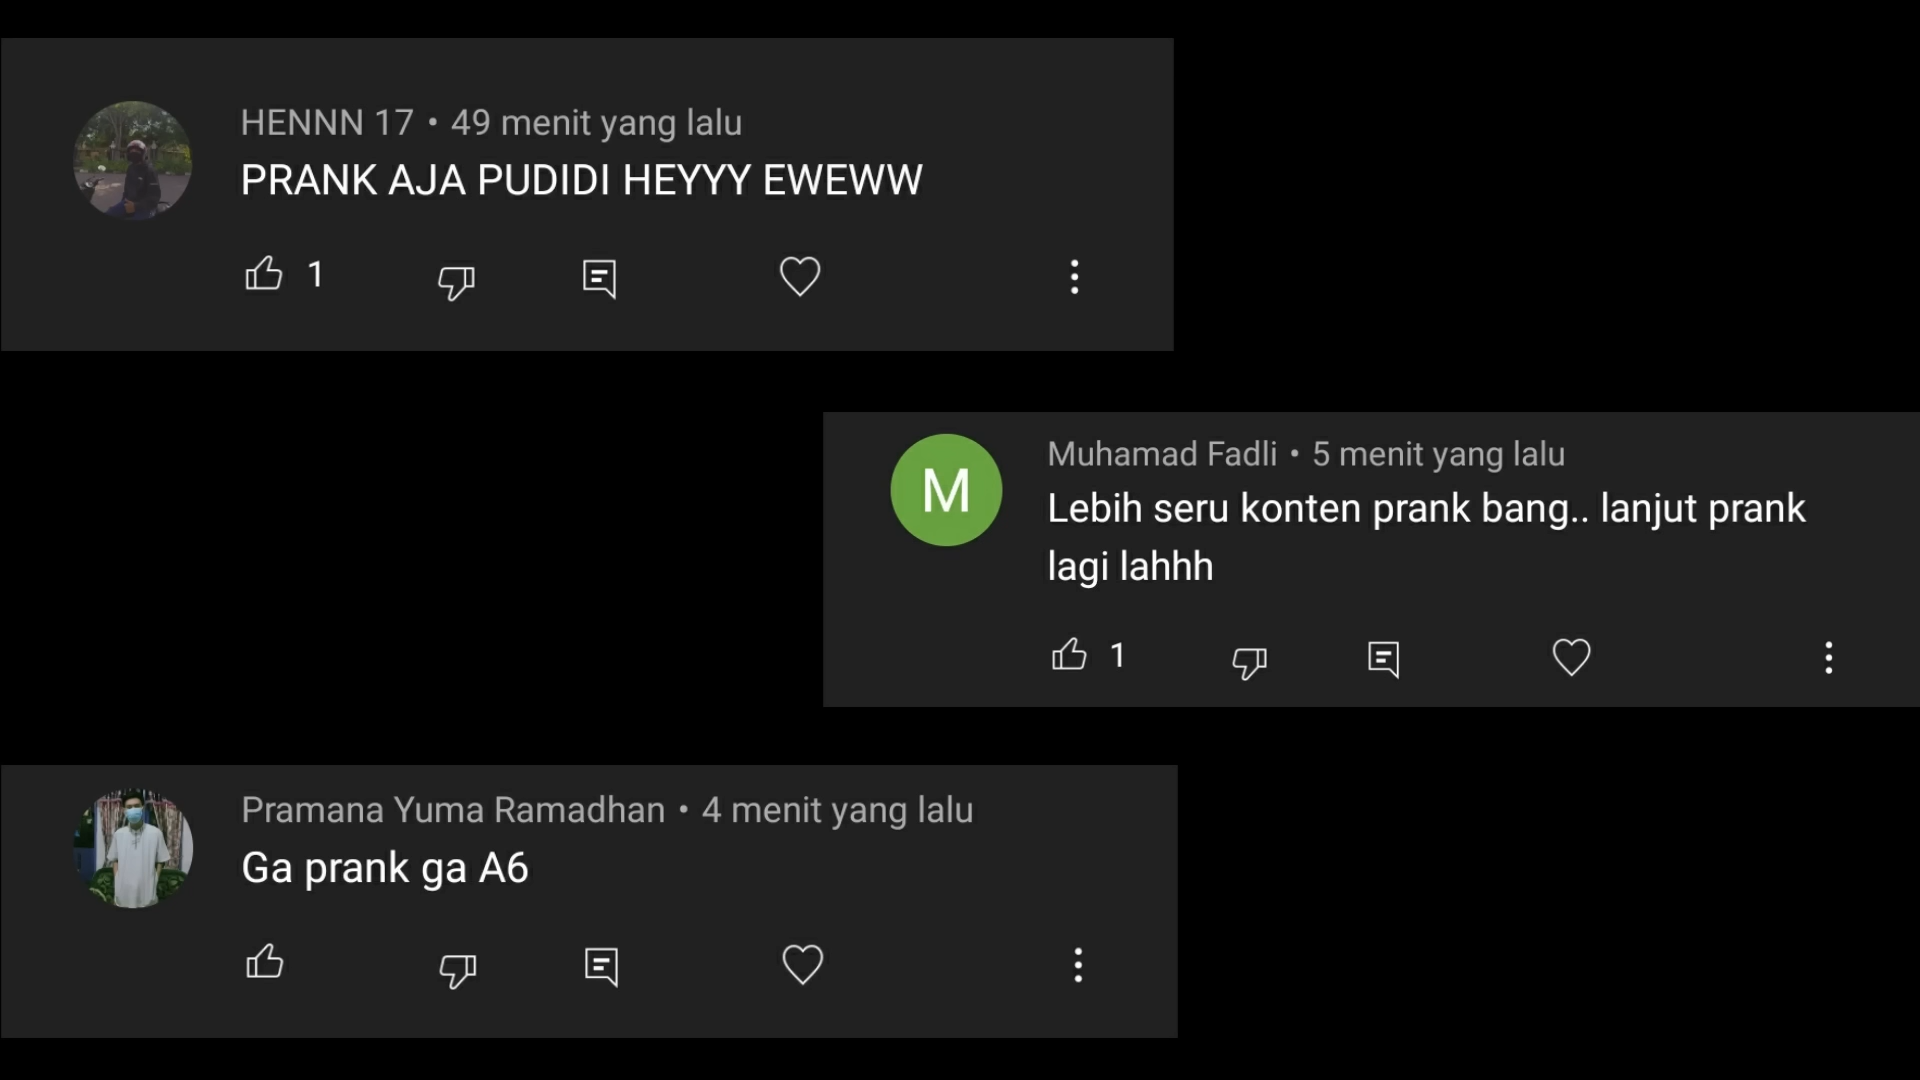 HENNN 17 • 49 menit yang lalu
PRANK AJA PUDIDI HEYYY EWEWW
1
M
Muhamad Fadli • 5 menit yang lalu
Lebih seru konten prank bang.. lanjut prank
lagi lahhh
1
Pramana Yuma Ramadhan • 4 menit yang lalu
Ga prank ga A6